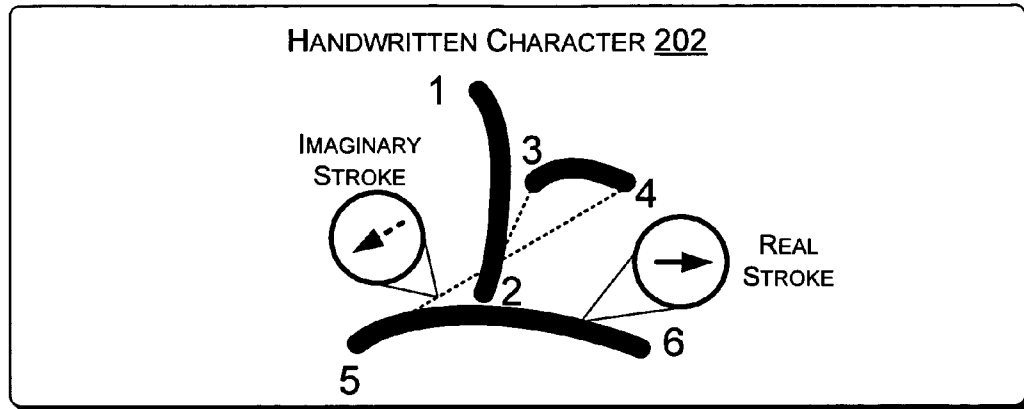 HANDWRITTEN CHARACTER 202
1
IMAGINARY
STROKE
3
4
REAL
STROKE
2
6
5